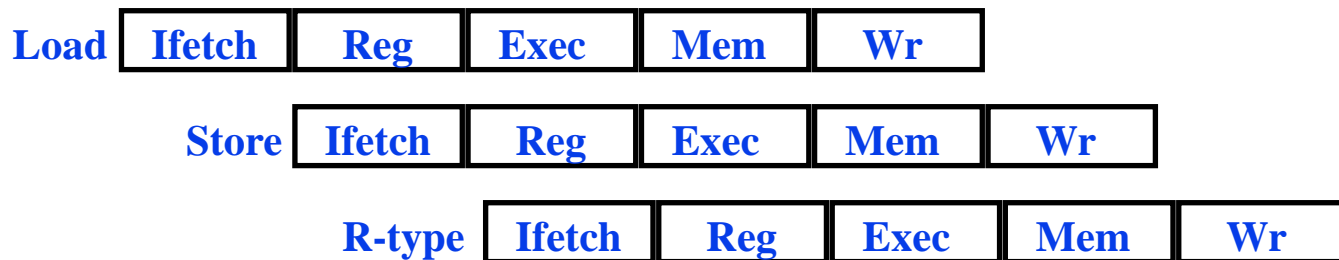 Load Ifetch Reg Exec Mem Wr
Store Ifetch Reg Exec Mem Wr
R-type Ifetch Reg Exec Mem Wr